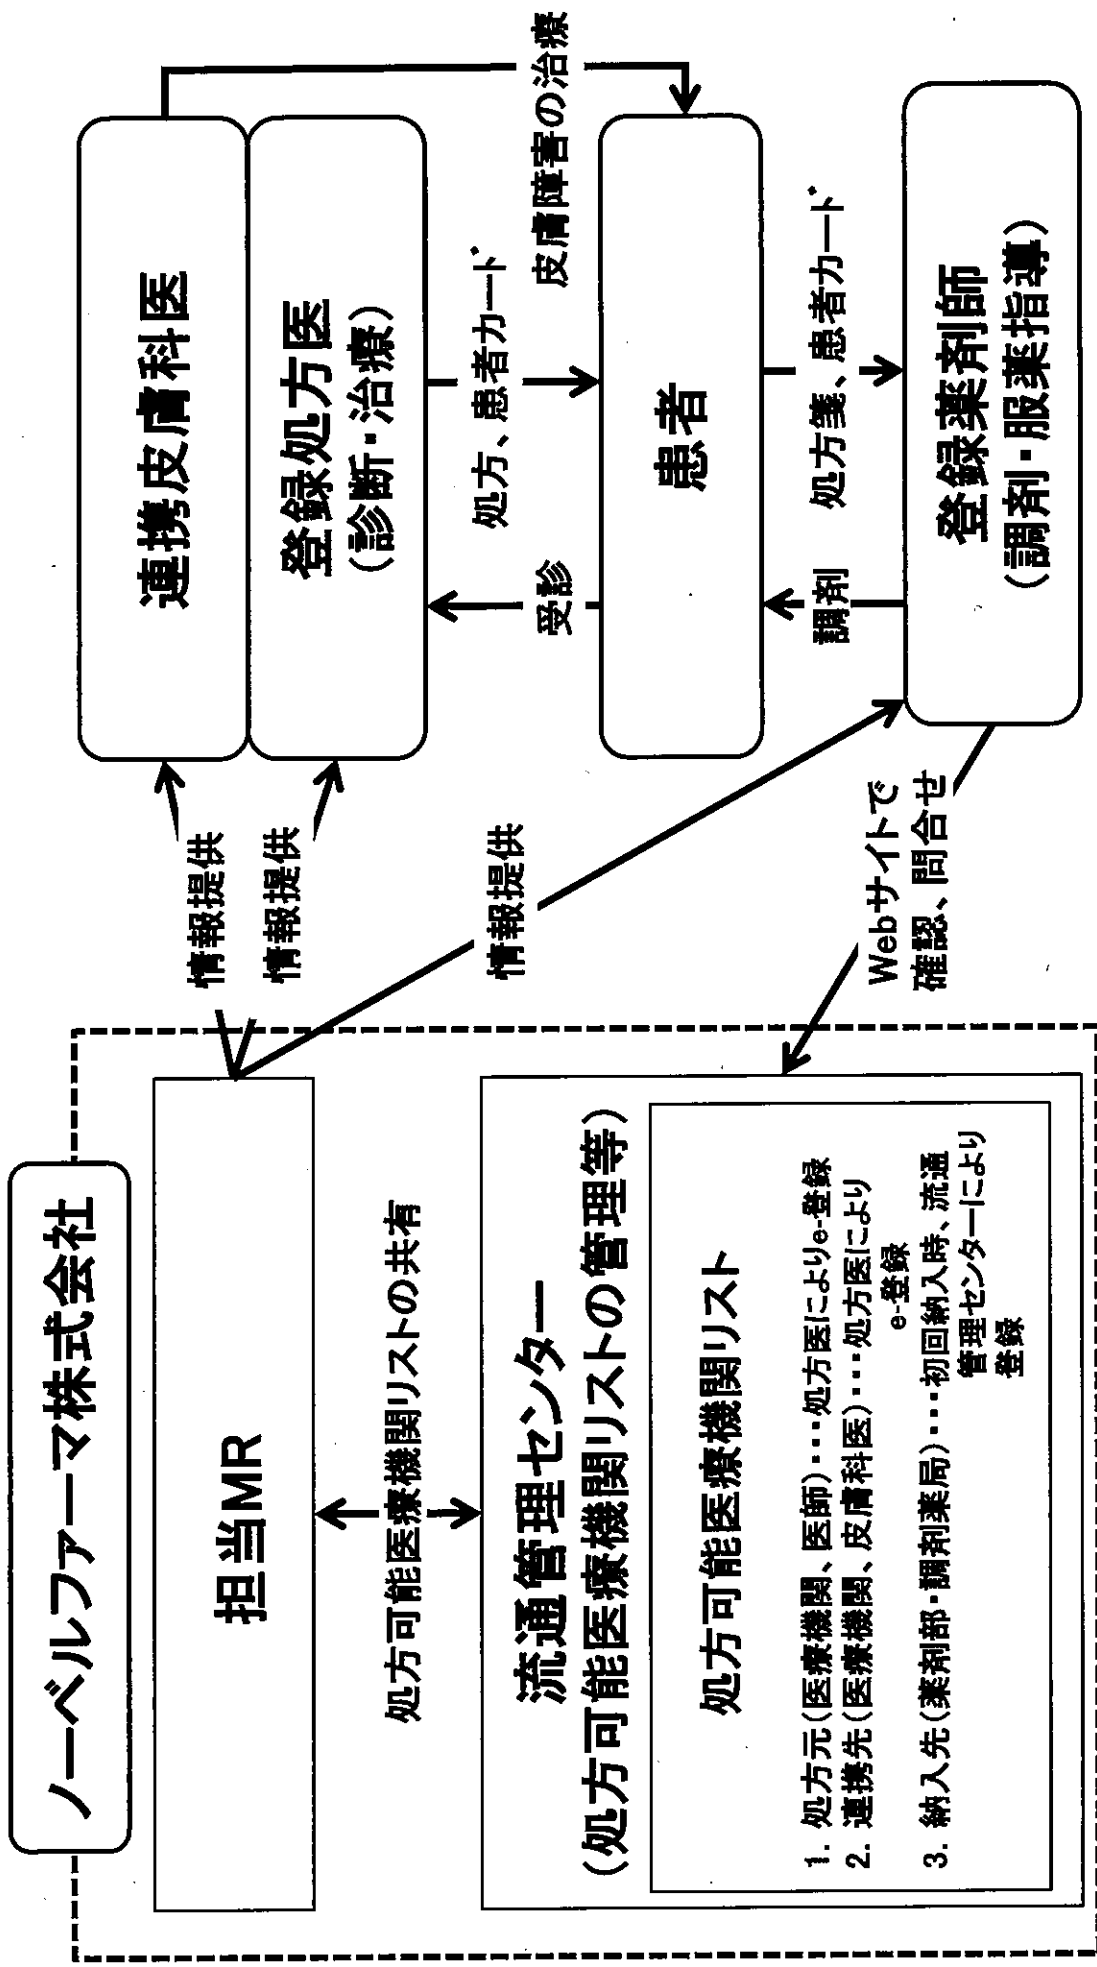 ノーベルファーマ株式会社
担当MR
処方可能医療機関リストの共有
流通管理センター
(処方可能医療機関リストの管理等)
処方可能医療機関リスト
1. 処方元(医療機関、医師)・・・処方医によりe-登録
2. 連携先(医療機関、皮膚科医)・・・処方医により
e-登録
3. 納入先(薬剤部・調剤薬局)・・・初回納入時、流通
管理センターにより
登録
情報提供
情報提供
情報提供
Webサイトで
確認、問合せ
連携皮膚科医
登録処方医
(診断・治療)
受診
処方、患者カード
皮膚障害の治療
患者
調剤
処方箋、患者カード
登録薬剤師
(調剤・服薬指導)